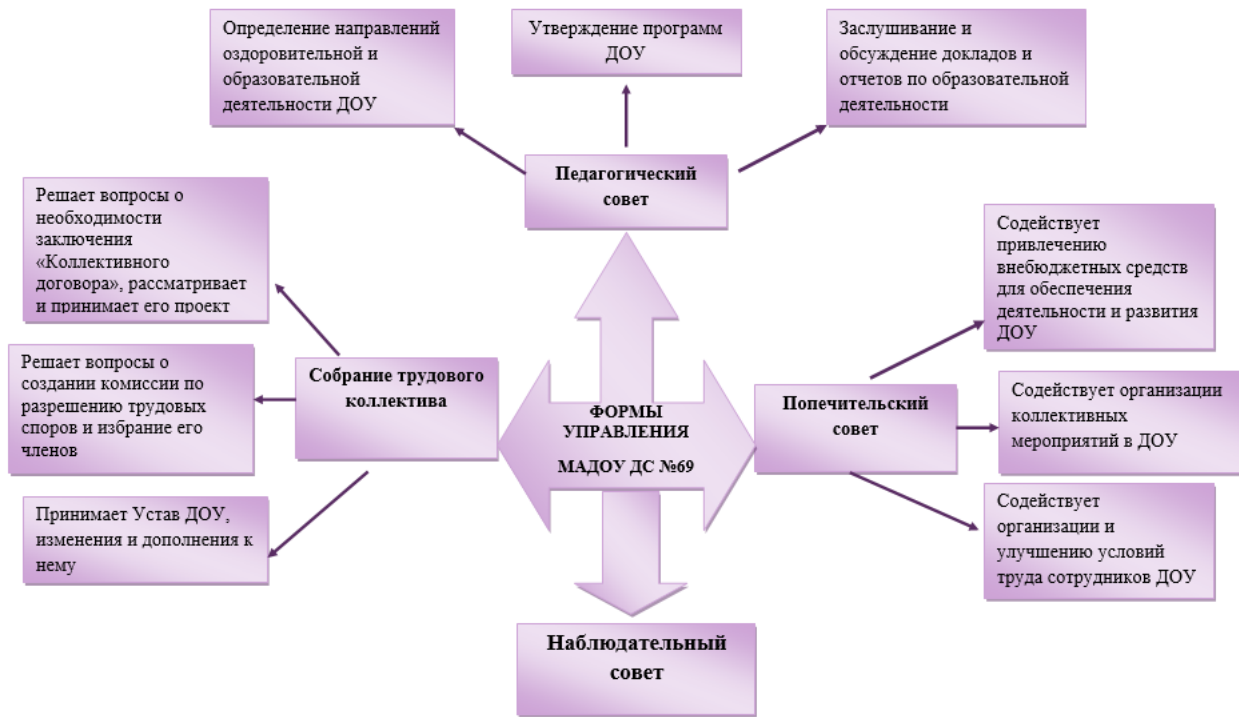 Определение направлений
оздоровительной и
образовательной
деятельности ДОУ
Утверждение программ
ДОУ
Заслушивание и
обсуждение докладов и
отчетов по образовательной
деятельности
Педагогический
совет
Решает вопросы о
необходимости
заключения
«Коллективного
договора», рассматривает
и принимает его проект
Содействует
привлечению
внебюджетных средств
для обеспечения
деятельности и развития
ДОУ
Решает вопросы о
создании комиссии по
разрешению трудовых
споров и избрание его
членов
Собрание трудового
коллектива
ФОРМЫ
УПРАВЛЕНИЯ
МАДОУ ДС №69
Попечительский
совет
Содействует организации
коллективных
мероприятий в ДОУ
Принимает Устав ДОУ,
изменения и дополнения к
нему
Содействует
организации и
улучшению условий
труда сотрудников ДОУ
Наблюдательный
совет